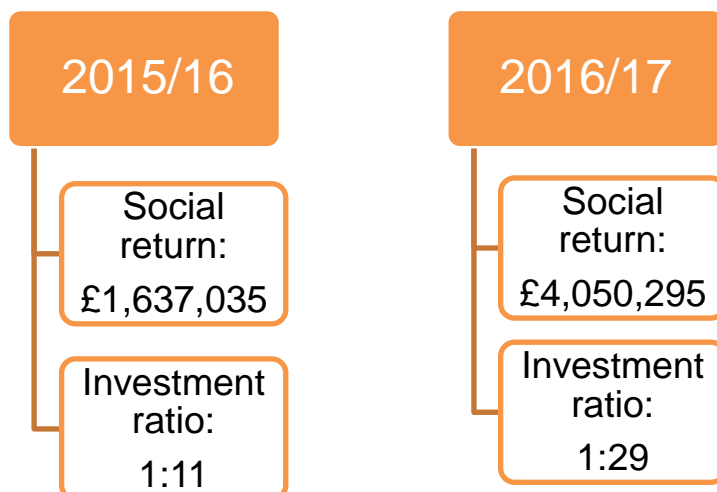 2015/16
Social
return:
£1,637,035
Investment
ratio:
1:11
2016/17
Social
return:
£4,050,295
Investment
ratio:
1:29